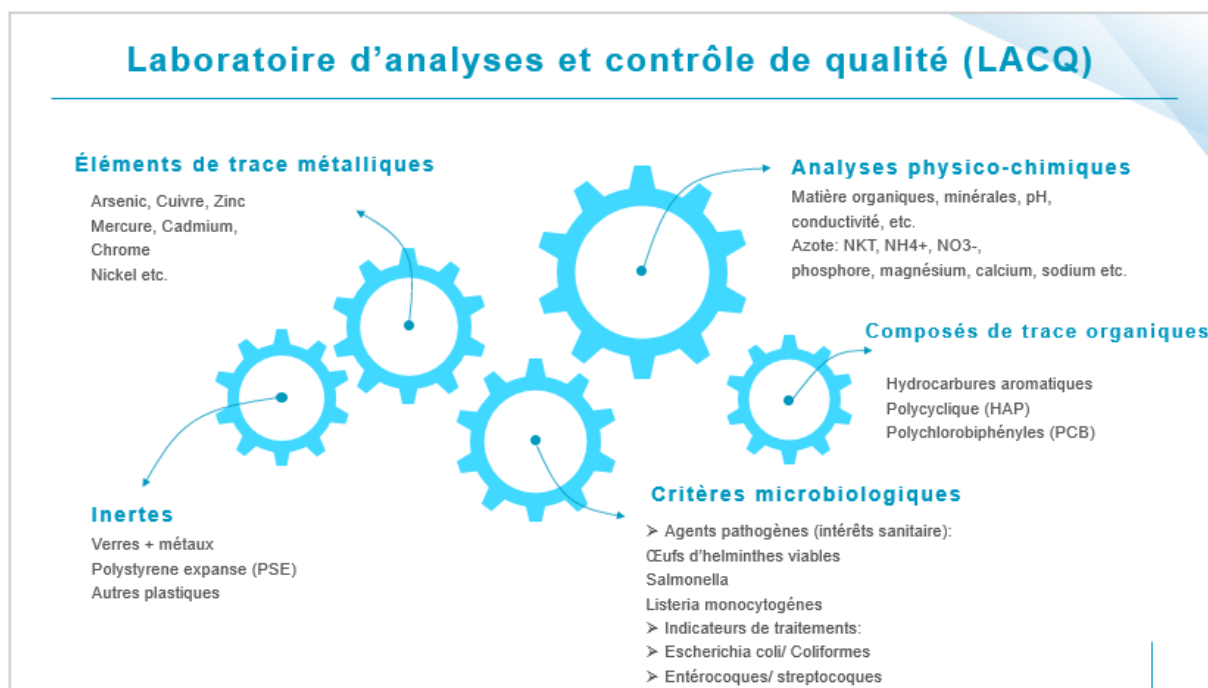 Laboratoire d'analyses et contrôle de qualité (LACQ)
Éléments de trace métalliques
Arsenic, Cuivre, Zinc
Mercure, Cadmium,
Chrome
Nickel etc.
Analyses physico-chimiques
Matière organiques, minérales, pH,
conductivité, etc.
Azote: NKT, NH4+, NO3-,
phosphore, magnésium, calcium, sodium etc.
Composés de trace organiques
Hydrocarbures aromatiques
Polycyclique (HAP)
Polychlorobiphényles (PCB)
Inertes
Verres + métaux
Polystyrene expanse (PSE)
Autres plastiques
Critères microbiologiques
➢ Agents pathogènes (intérêts sanitaire):
Œufs d'helminthes viables
Salmonella
Listeria monocytogénes
➢ Indicateurs de traitements:
➢ Escherichia coli/ Coliformes
➢ Entérocoques/ streptocoques